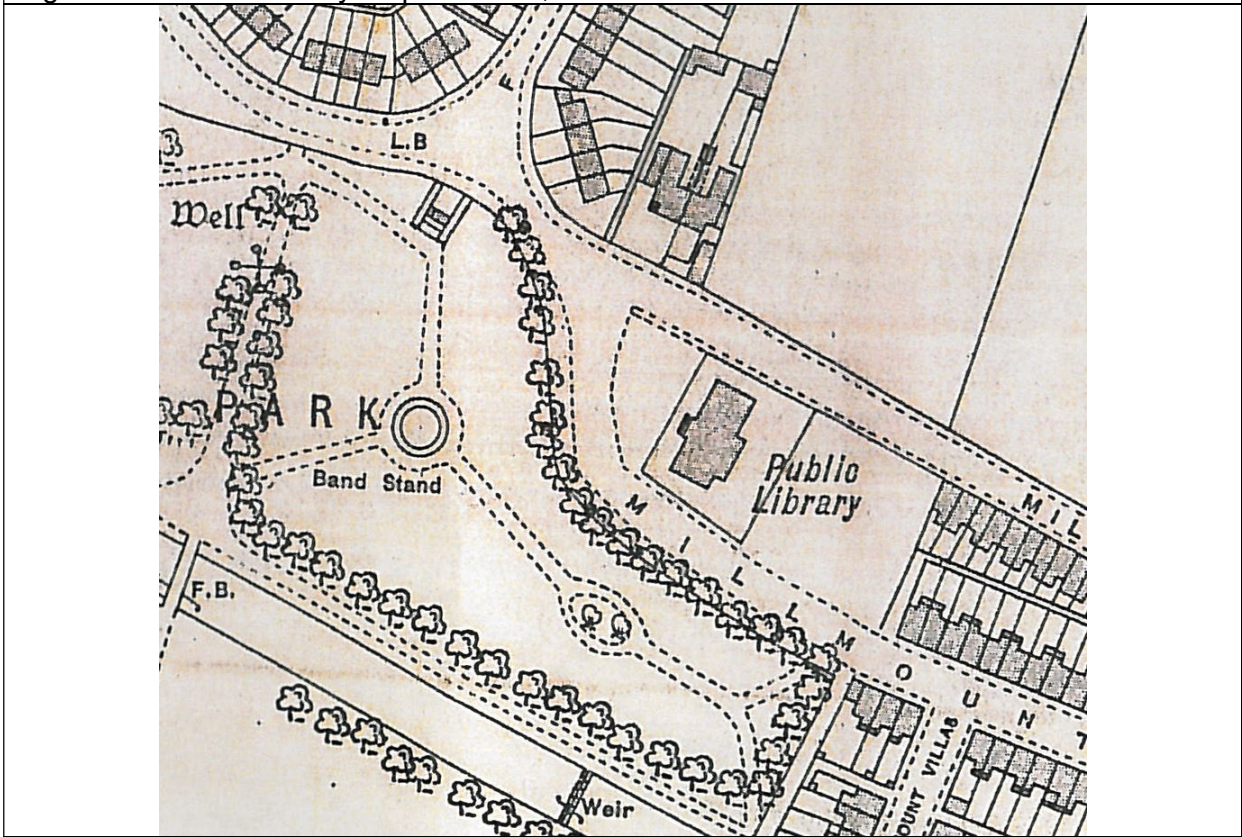 L.B
F
Well
PARK
Band Stand
Public
Library
MIL
MILL MOUNT
F.B.
OUNT VILLAS
Weir